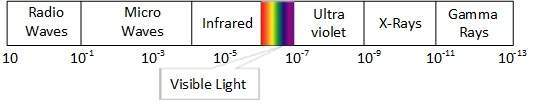 Radio Waves
Micro Waves
Infrared
Ultra violet
X-Rays
Gamma Rays
10 10⁻¹ 10⁻³ 10⁻⁵ 10⁻⁷ 10⁻⁹ 10⁻¹¹ 10⁻¹³
Visible Light